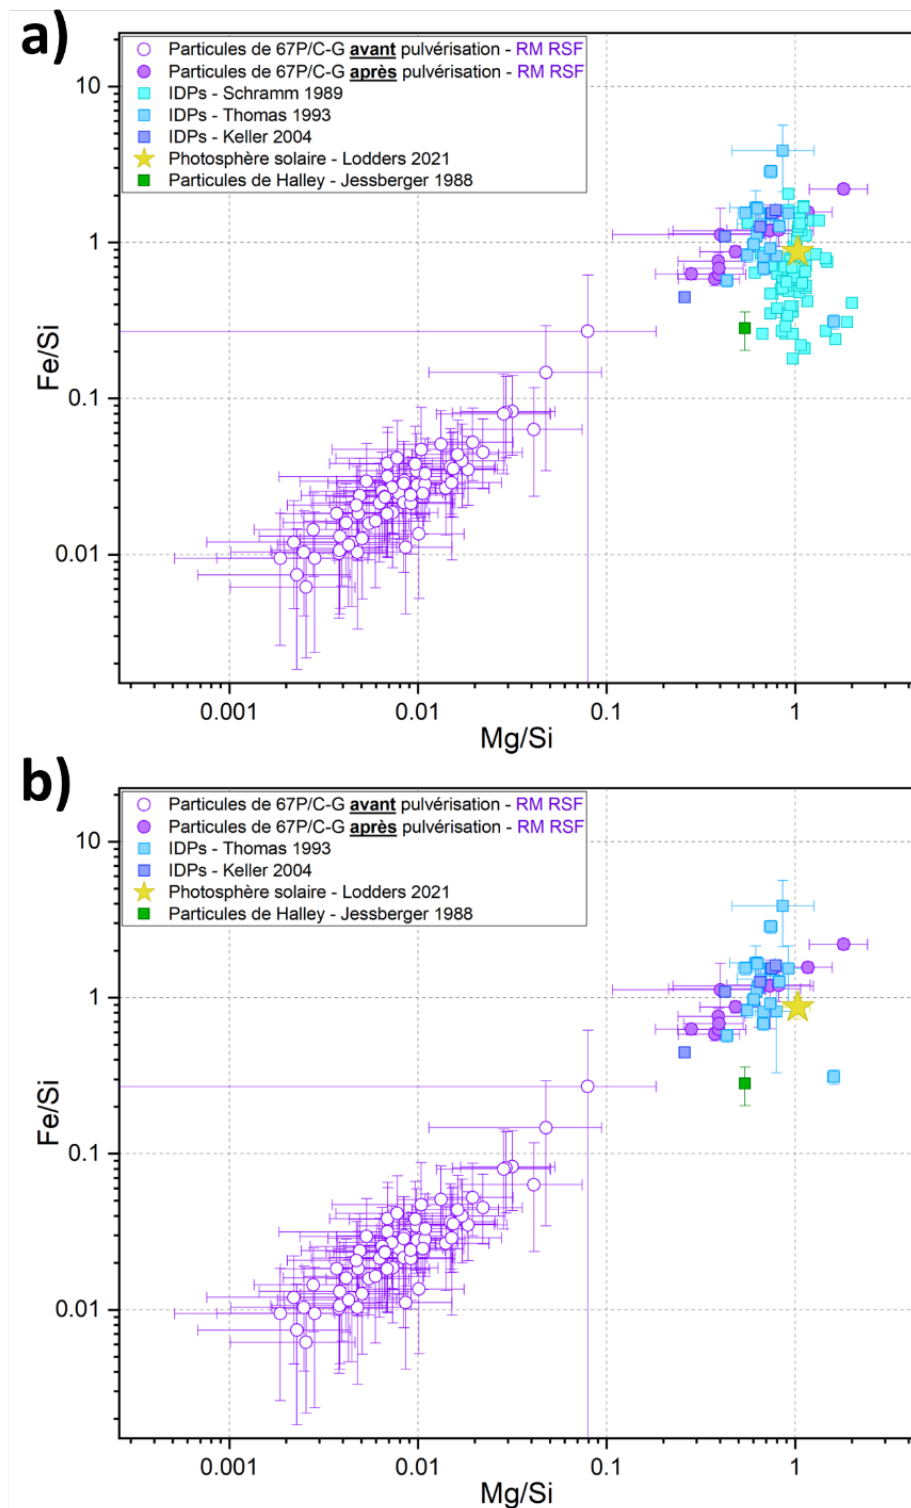 a)
Particules de 67P/C-G avant pulvérisation - RM RSF
Particules de 67P/C-G après pulvérisation - RM RSF
IDPs - Schramm 1989
IDPs - Thomas 1993
IDPs - Keller 2004
Photosphère solaire - Lodders 2021
Particules de Halley - Jessberger 1988
10
1
0.1
0.01
Fe/Si
0.001
0.01
0.1
1
Mg/Si
b)
Particules de 67P/C-G avant pulvérisation - RM RSF
Particules de 67P/C-G après pulvérisation - RM RSF
IDPs - Thomas 1993
IDPs - Keller 2004
Photosphère solaire - Lodders 2021
Particules de Halley - Jessberger 1988
10
1
0.1
0.01
Fe/Si
0.001
0.01
0.1
1
Mg/Si